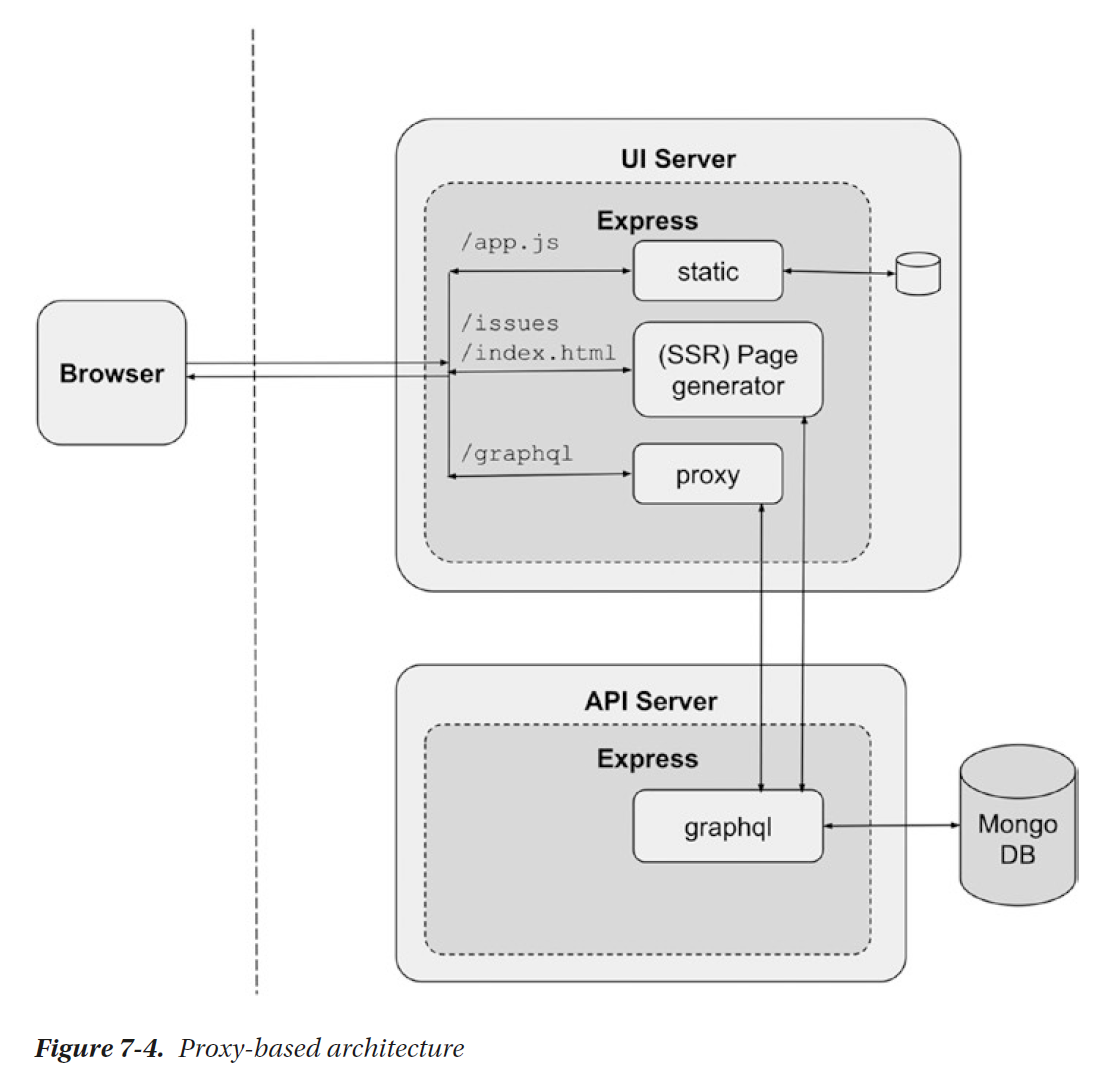 UI Server
Express
/app.js
static
/issues
/index.html
(SSR) Page
generator
Browser
/graphql
proxy
API Server
Express
graphql
Mongo
DB
Figure 7-4. Proxy-based architecture